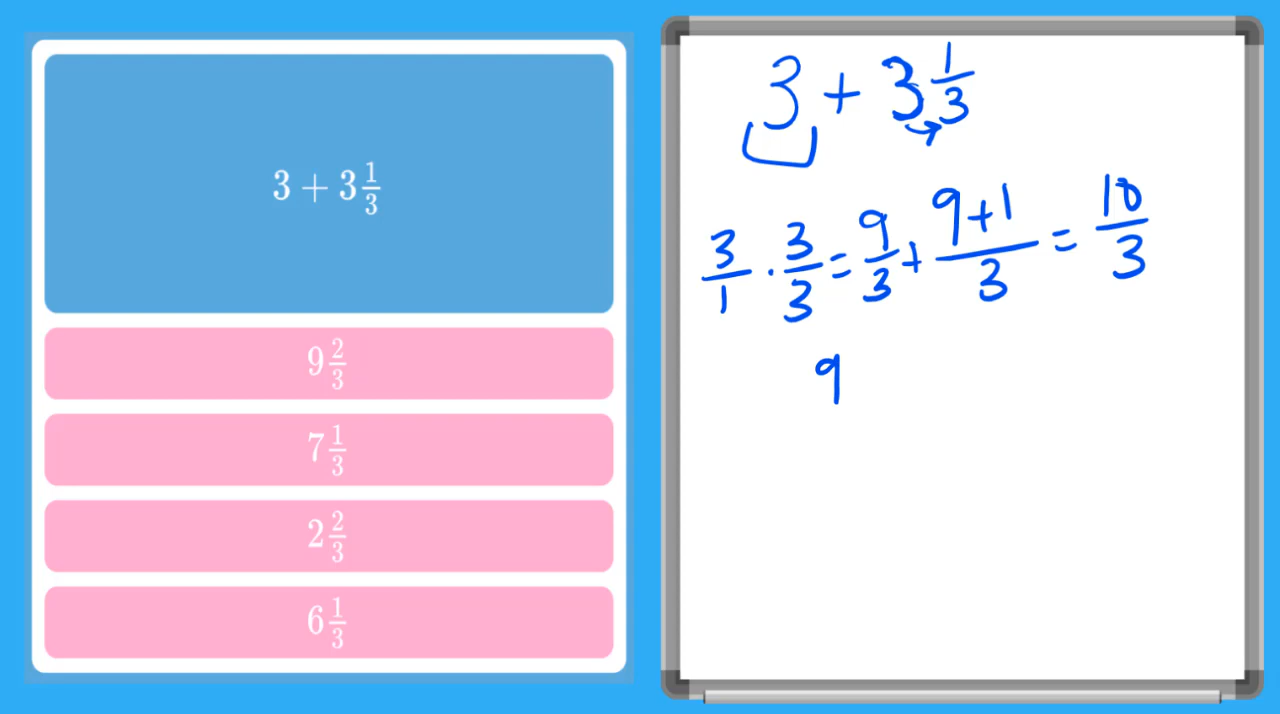 3 + 3 1/3
9 2/3
7 1/3
2 2/3
6 1/3
3 + 3 1/3
3/1 · 3/3 = 9/3 + (9+1)/3 = 10/3
9